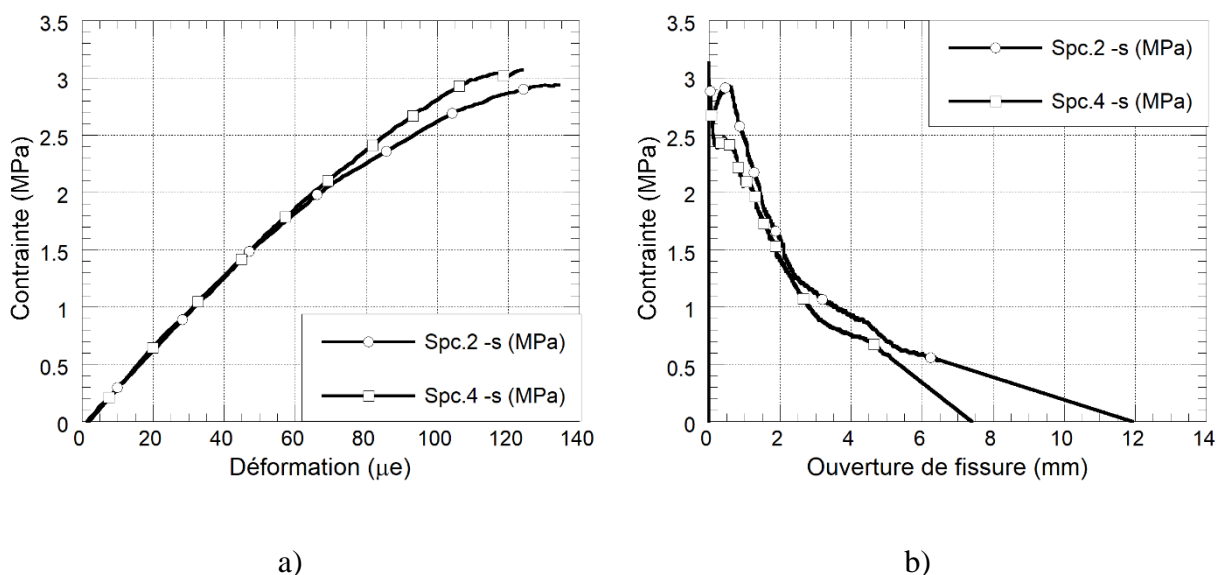 3.5
3
2.5
2
1.5
1
0.5
0
Contrainte (MPa)
0 20 40 60 80 100 120 140
Déformation (µe)
Spc.2 -s (MPa)
Spc.4 -s (MPa)
a)
3.5
3
2.5
2
1.5
1
0.5
0
Contrainte (MPa)
0 2 4 6 8 10 12 14
Ouverture de fissure (mm)
Spc.2 -s (MPa)
Spc.4 -s (MPa)
b)